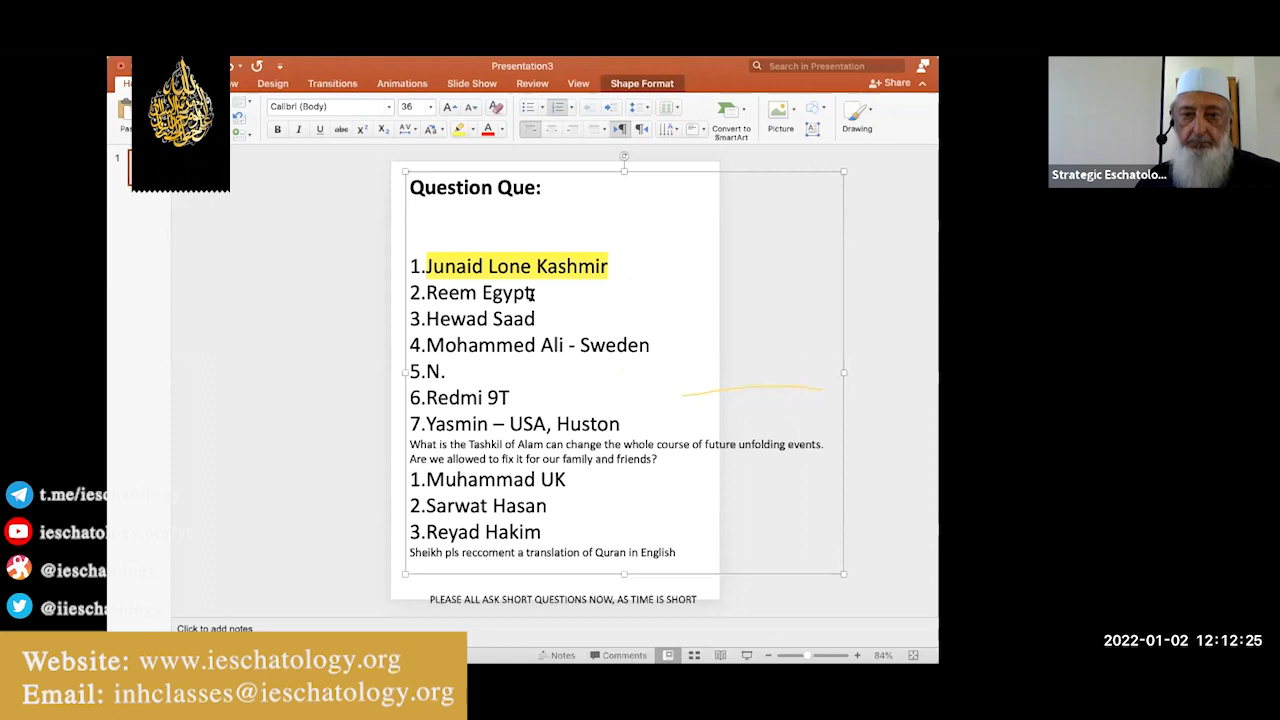 Presentation3
Search in Presentation
Design
Transitions
Animations
Slide Show
Review
View
Shape Format
Share
Calibri (Body)
36
Convert to
SmartArt
Picture
Drawing
1
Strategic Eschatolo...
Question Que:
1.Junaid Lone Kashmir
2.Reem Egypt
3.Hewad Saad
4.Mohammed Ali - Sweden
5.N.
6.Redmi 9T
7.Yasmin – USA, Huston
What is the Tashkil of Alam can change the whole course of future unfolding events.
Are we allowed to fix it for our family and friends?
1.Muhammad UK
2.Sarwat Hasan
3.Reyad Hakim
Sheikh pls reccoment a translation of Quran in English
PLEASE ALL ASK SHORT QUESTIONS NOW, AS TIME IS SHORT
t.me/ieschatology
ieschatology/yt
@ieschatology
@iieschatology
Click to add notes
Notes
Comments
84%
2022-01-02 12:12:25
Website: www.ieschatology.org
Email: inhclasses@ieschatology.org